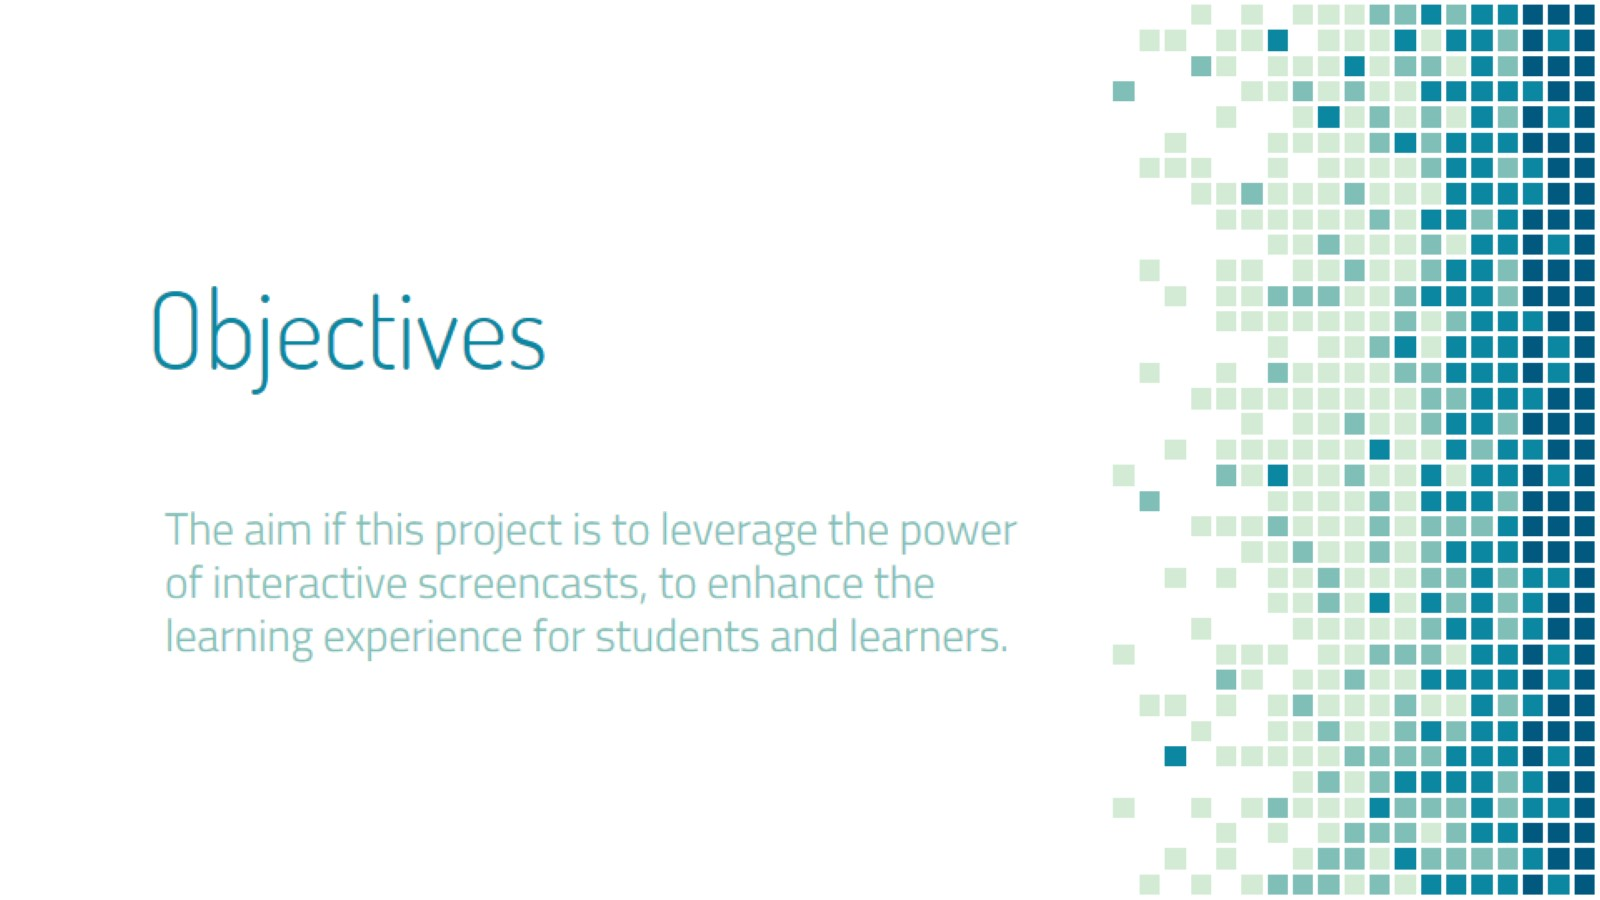 Objectives
The aim if this project is to leverage the power
of interactive screencasts, to enhance the
learning experience for students and learners.